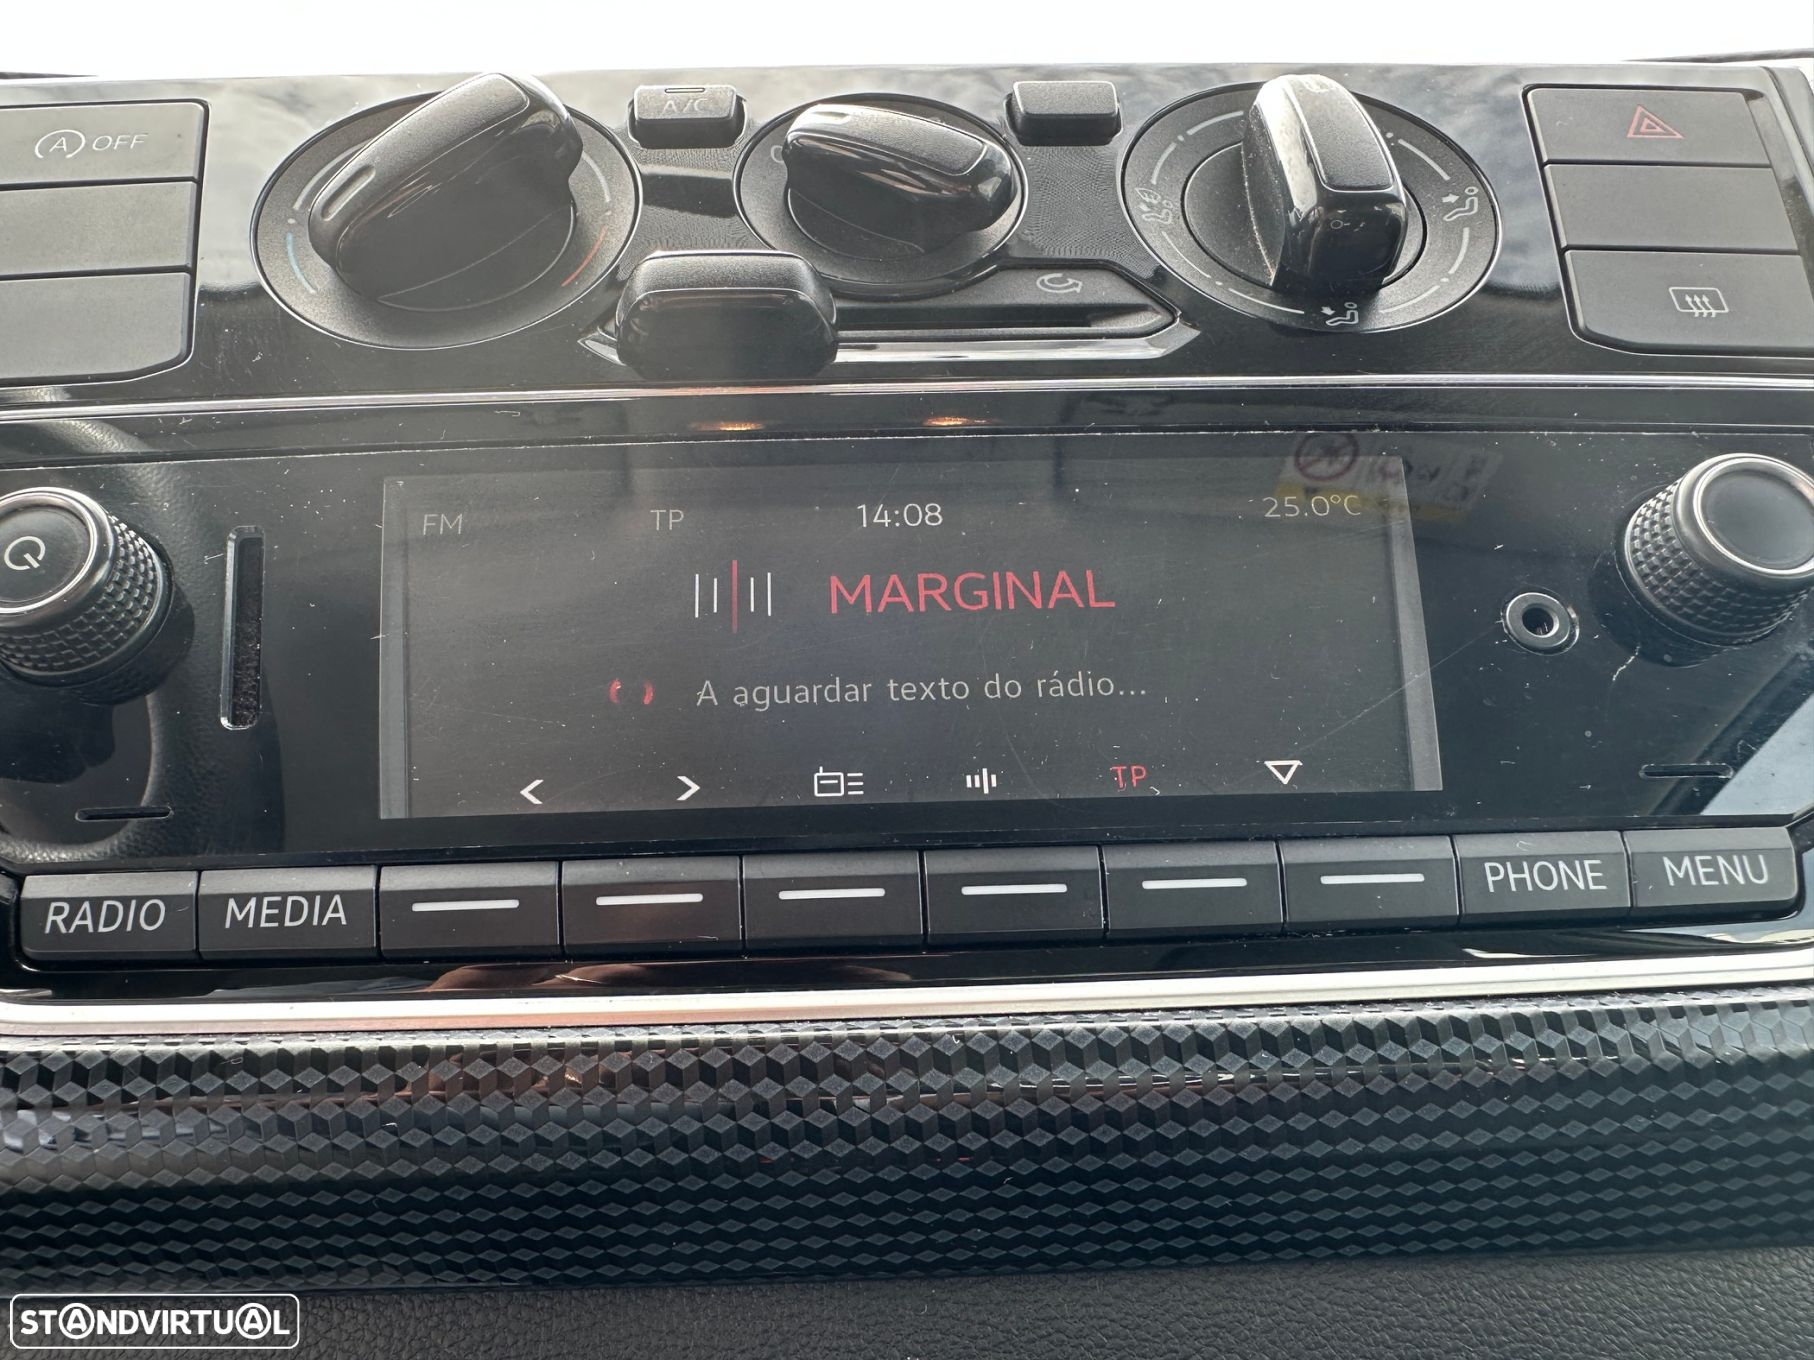 A OFF
A/C
FM TP 14:08 25.0°C
MARGINAL
A aguardar texto do rádio...
TP
RADIO MEDIA PHONE MENU
STANDVIRTUAL